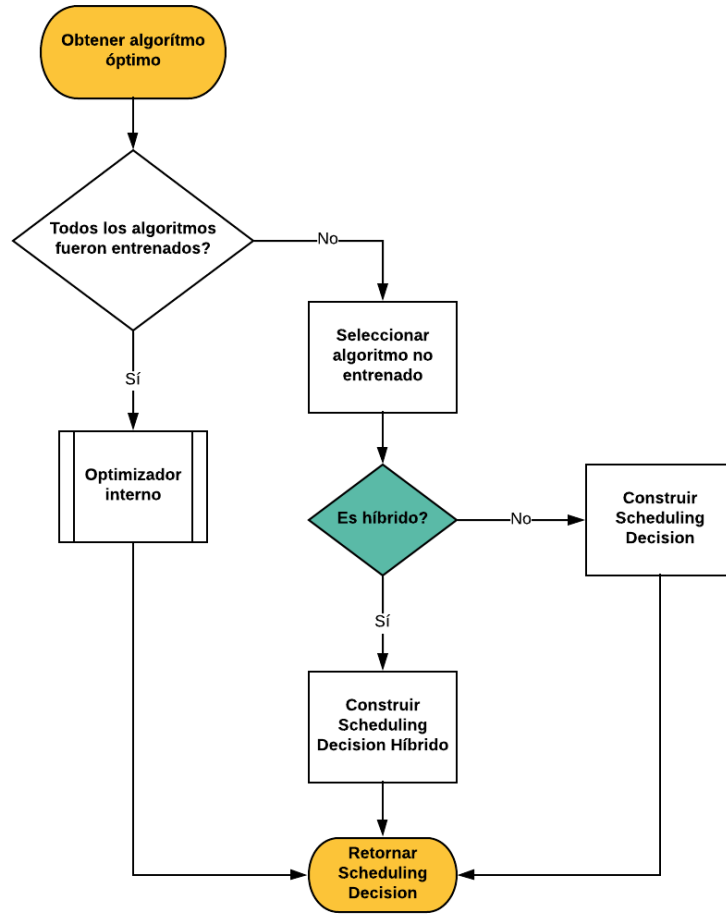 Obtener algorítmo
óptimo
Todos los algoritmos
fueron entrenados?
No
Sí
Seleccionar
algoritmo no
entrenado
Optimizador
interno
Es híbrido?
No
Construir
Scheduling
Decision
Sí
Construir
Scheduling
Decision Híbrido
Retornar
Scheduling
Decision